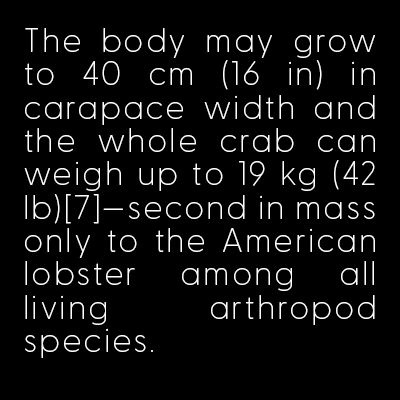 The body may grow
to 40 cm (16 in) in
carapace width and
the whole crab can
weigh up to 19 kg (42
lb)[7]—second in mass
only to the American
lobster among all
living arthropod
species.